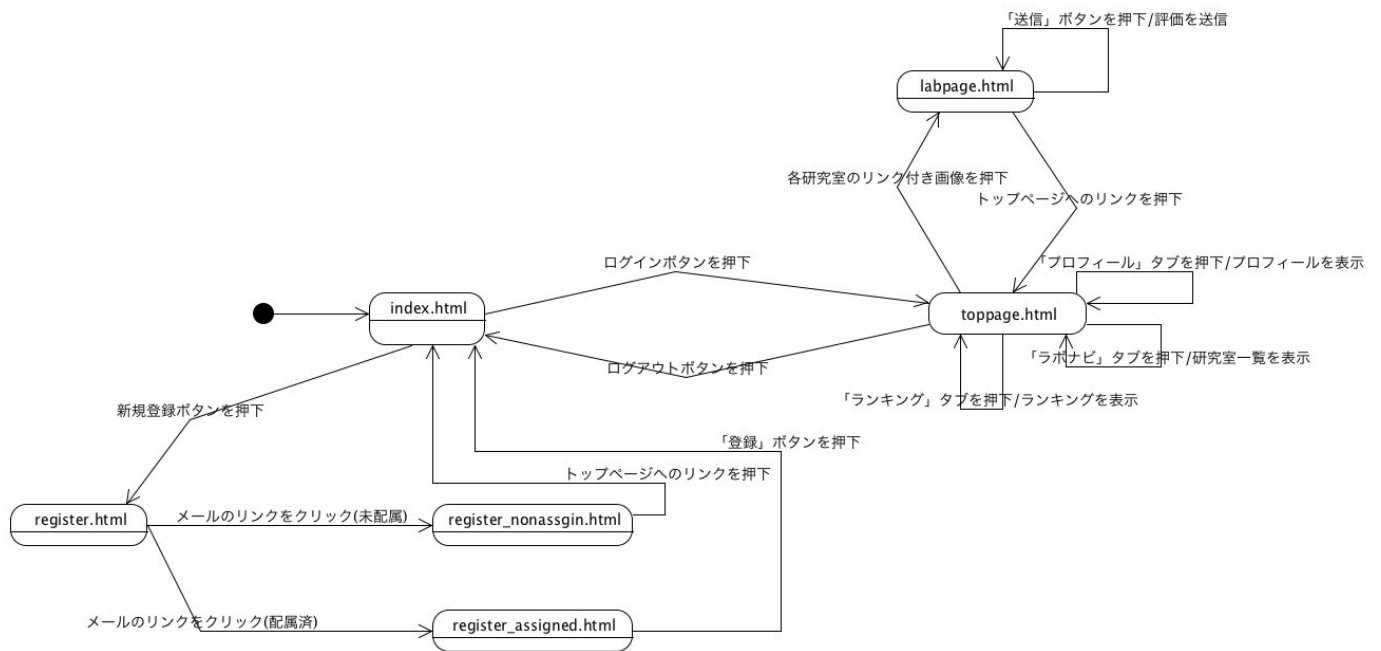 「送信」ボタンを押下/評価を送信
labpage.html
各研究室のリンク付き画像を押下
トップページへのリンクを押下
ログインボタンを押下
「プロフィール」タブを押下/プロフィールを表示
index.html
toppage.html
ログアウトボタンを押下
「ラボナビ」タブを押下/研究室一覧を表示
「ランキング」タブを押下/ランキングを表示
新規登録ボタンを押下
「登録」ボタンを押下
トップページへのリンクを押下
register.html
メールのリンクをクリック(未配属)
register_nonassgin.html
メールのリンクをクリック(配属済)
register_assigned.html